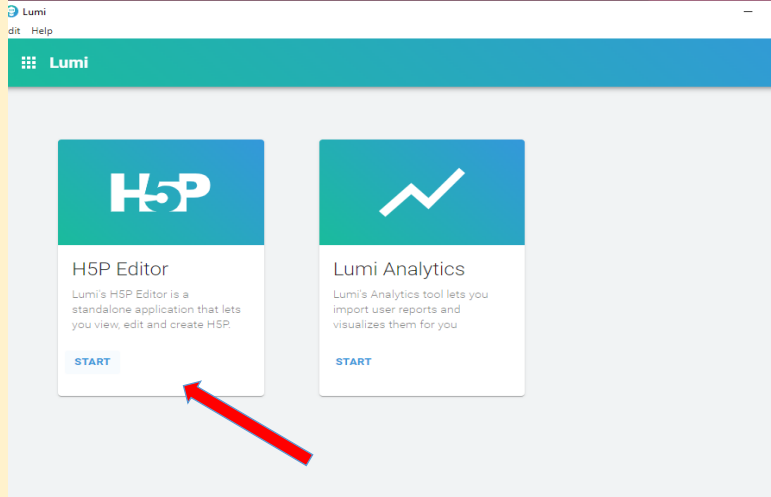 Lumi
dit Help
Lumi
H5P
H5P Editor
Lumi's H5P Editor is a
standalone application that lets
you view, edit and create H5P.
START
Lumi Analytics
Lumi's Analytics tool lets you
import user reports and
visualizes them for you
START